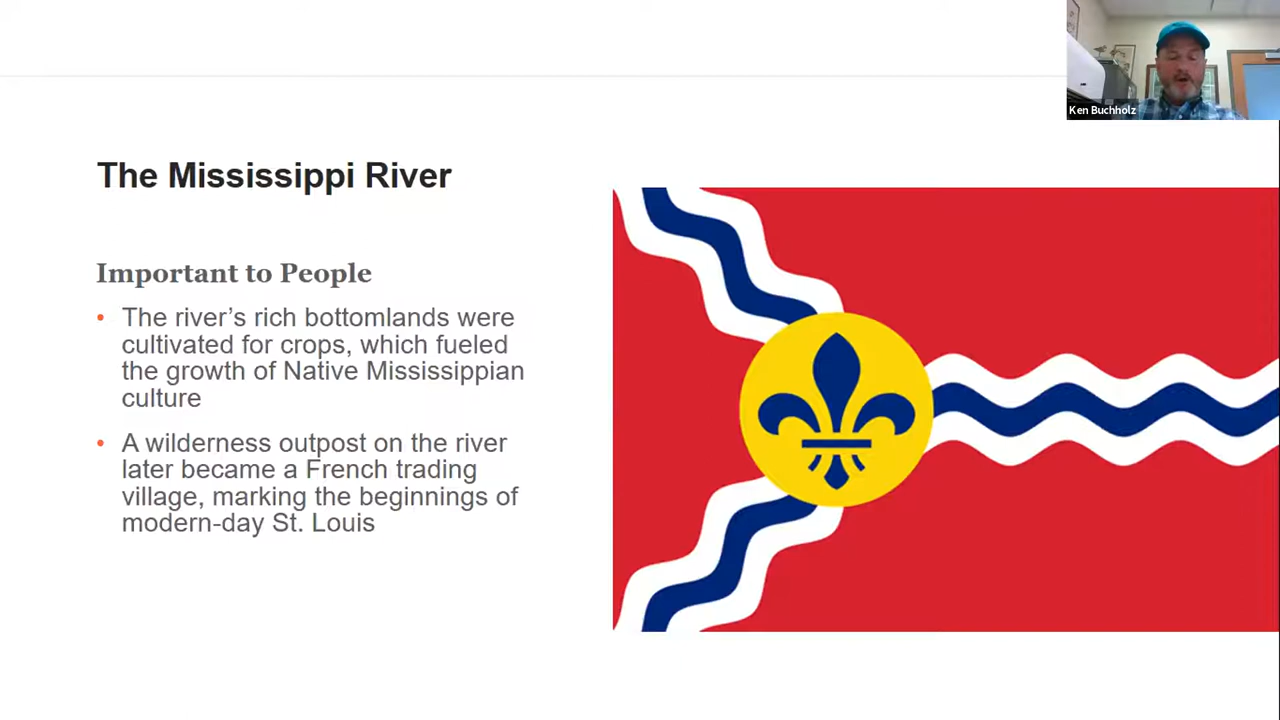 Ken Buchholz
The Mississippi River
Important to People
• The river’s rich bottomlands were
cultivated for crops, which fueled
the growth of Native Mississippian
culture
• A wilderness outpost on the river
later became a French trading
village, marking the beginnings of
modern-day St. Louis